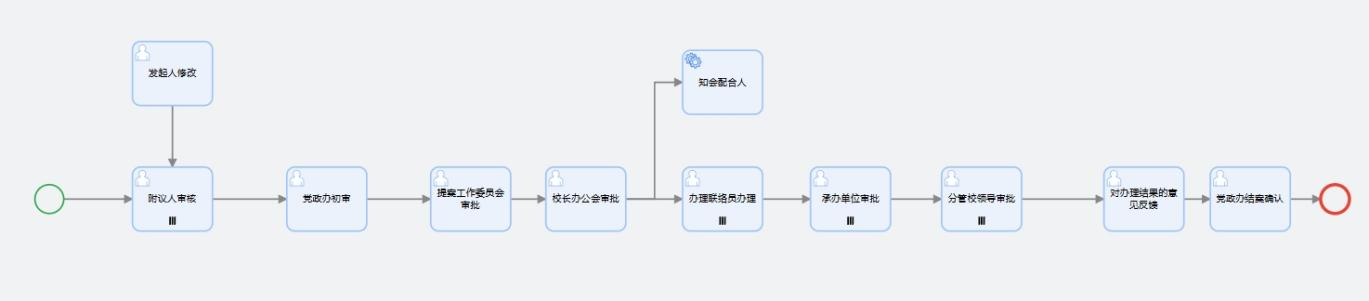 发起人修改
知会配合人
附议人审核
党政办初审
提案工作委员会
审批
校长办公会审批
办理联络员办理
承办单位审批
分管校领导审批
对办理结果的意
见反馈
党政办结案确认